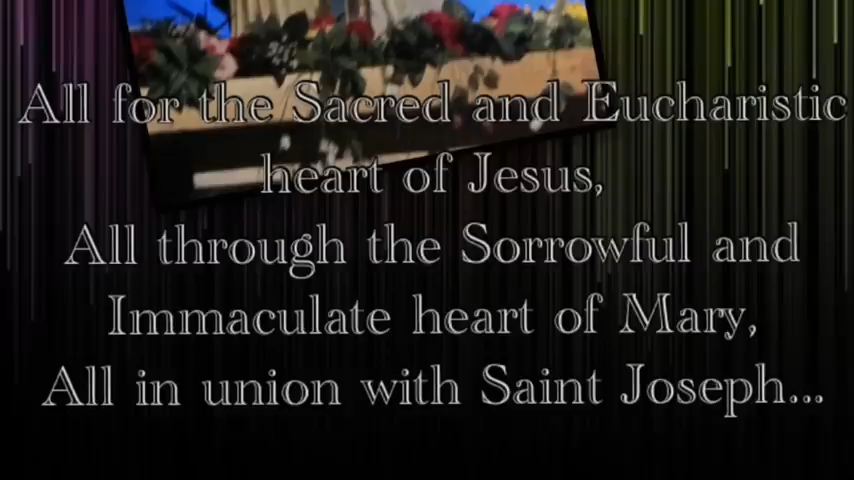 All for the Sacred and Eucharistic
heart of Jesus,
All through the Sorrowful and
Immaculate heart of Mary,
All in union with Saint Joseph...